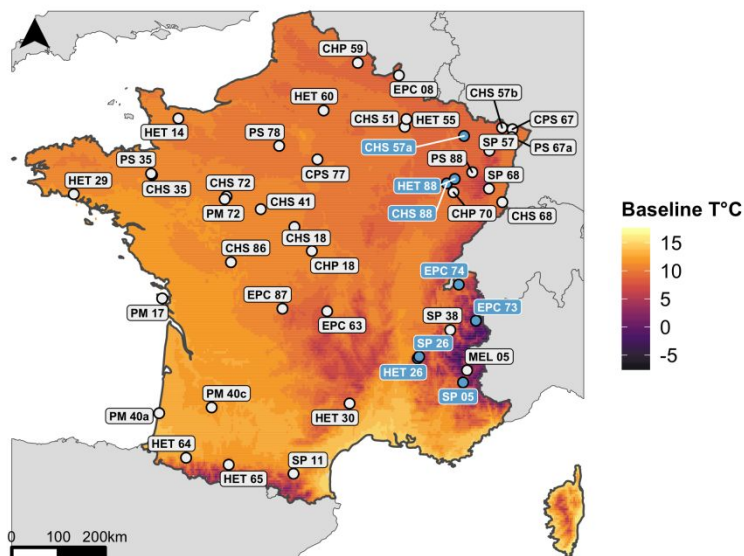 CHP 59
EPC 08
CHS 57b
HET 60
CHS 51
HET 55
CPS 67
HET 14
PS 78
CHS 57a
SP 57
PS 67a
PS 35
CPS 77
PS 88
SP 68
HET 29
CHS 35
CHS 72
HET 88
PM 72
CHS 41
CHS 88
CHP 70
CHS 68
Baseline T°C
CHS 18
CHS 86
CHP 18
EPC 74
15
EPC 87
EPC 73
10
PM 17
EPC 63
SP 38
5
SP 26
0
MEL 05
HET 26
-5
PM 40c
SP 05
PM 40a
HET 30
HET 64
SP 11
HET 65
0 100 200km